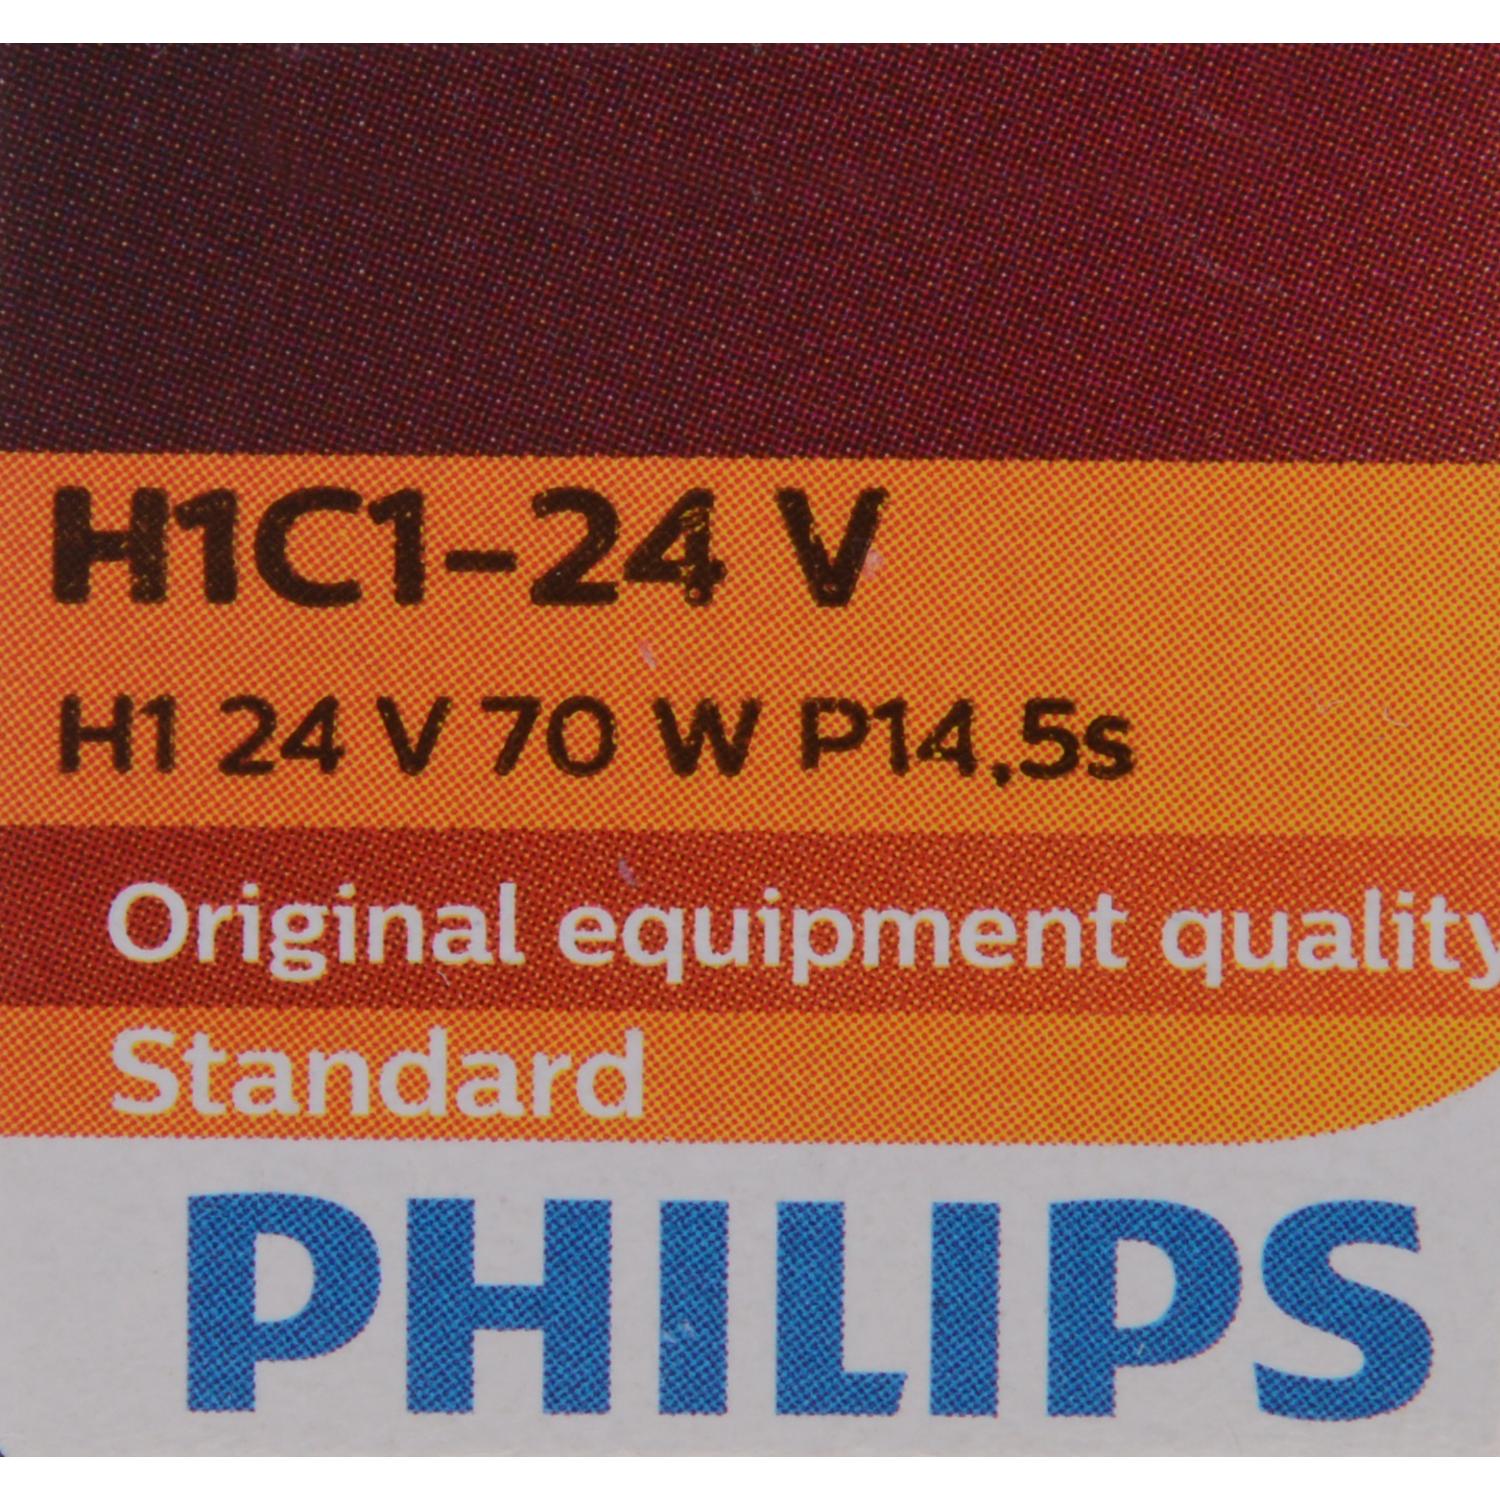 H1C1-24 V
H1 24 V 70 W P14,5s
Original equipment quality
Standard
PHILIPS